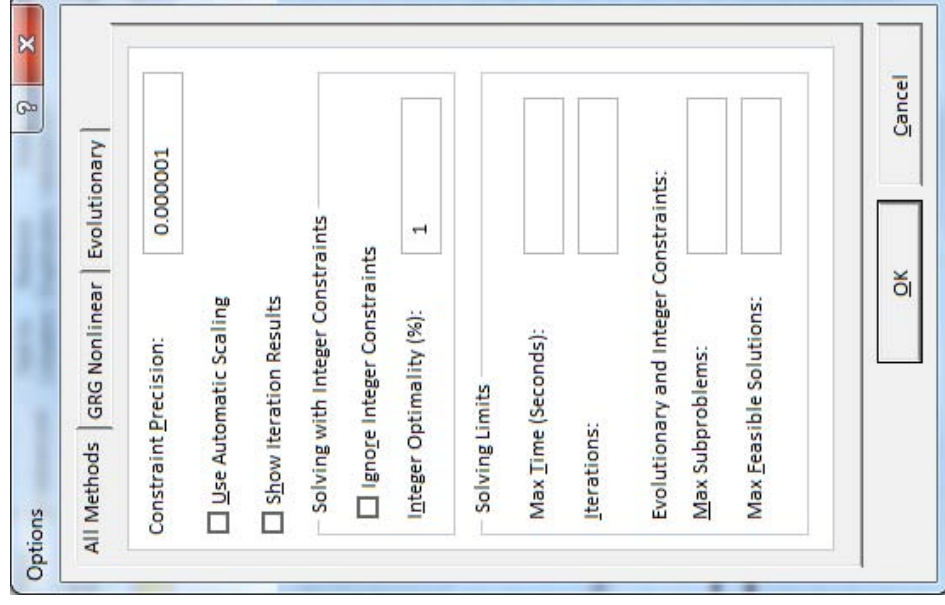 Options
? X
All Methods GRG Nonlinear Evolutionary
Constraint Precision: 0.000001
Use Automatic Scaling
Show Iteration Results
Solving with Integer Constraints
Ignore Integer Constraints
Integer Optimality (%): 1
Solving Limits
Max Time (Seconds):
Iterations:
Evolutionary and Integer Constraints:
Max Subproblems:
Max Feasible Solutions:
OK Cancel